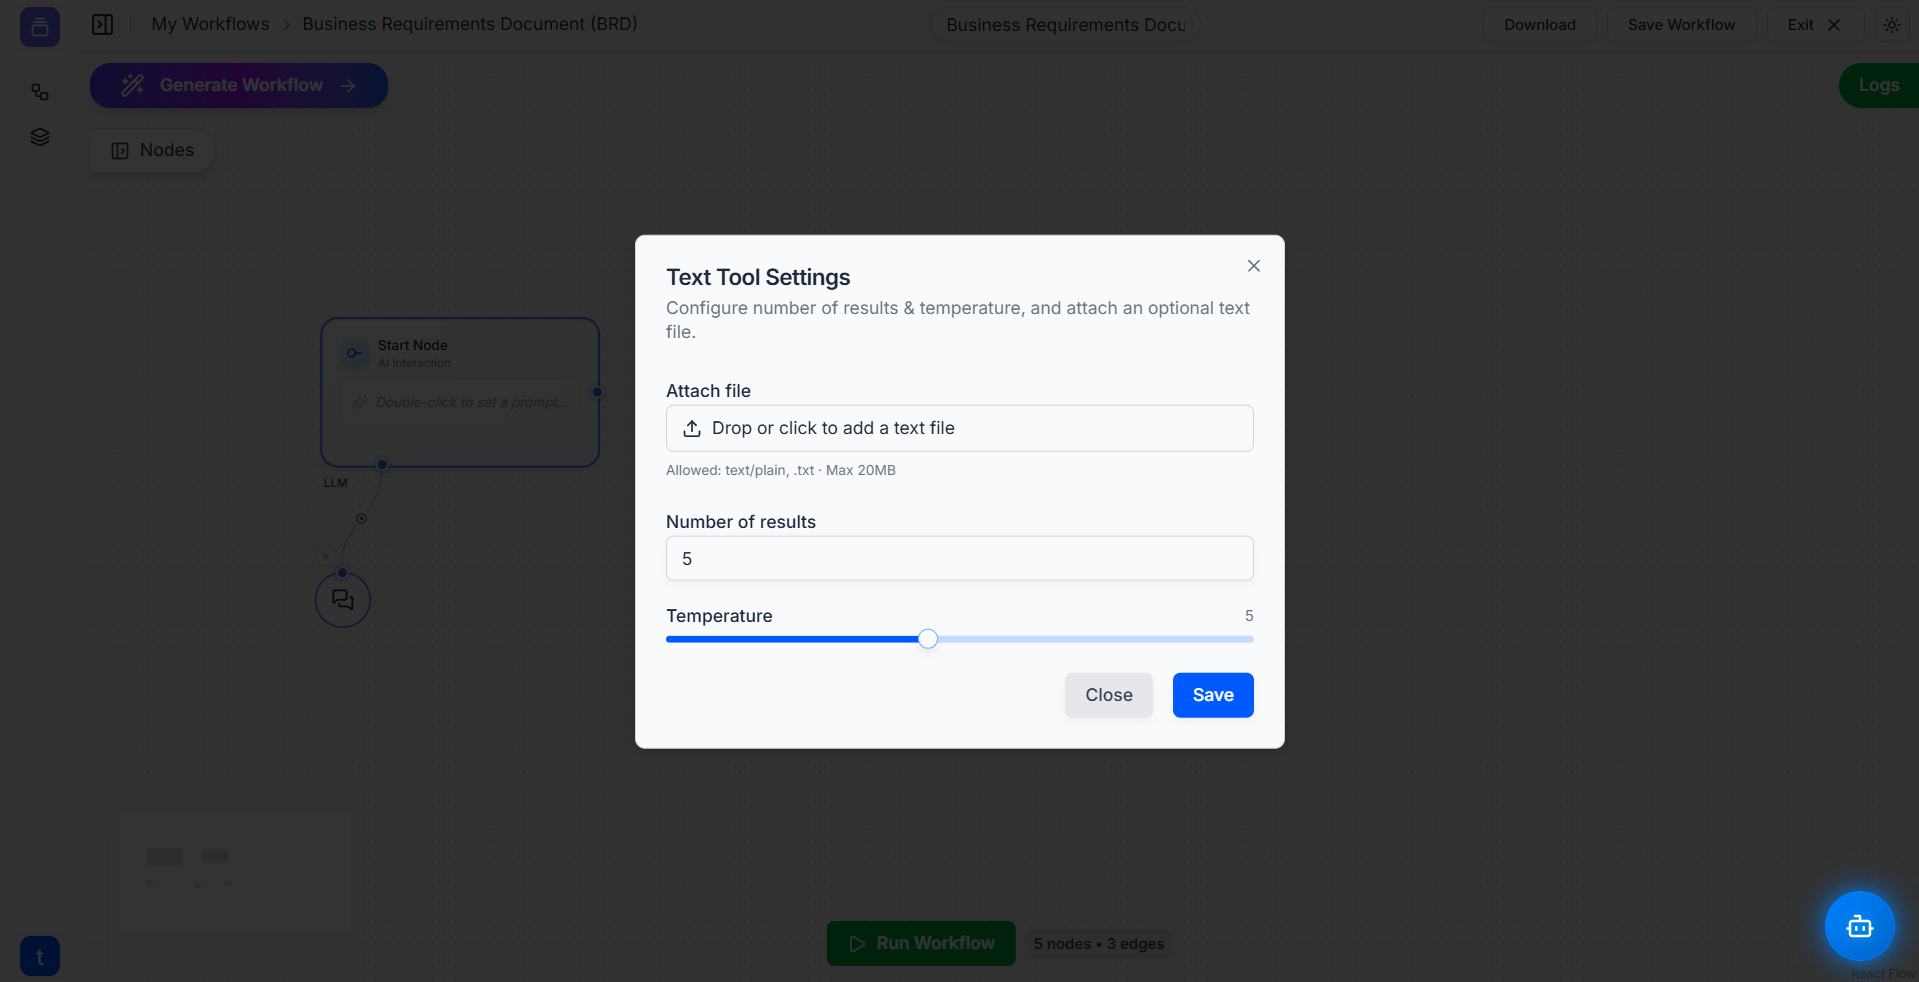 My Workflows
Business Requirements Document (BRD)
Business Requirements Docu
Download
Save Workflow
Exit
Generate Workflow
Logs
Nodes
Start Node
AI Interaction
Double-click to set a prompt...
LLM
Text Tool Settings
Configure number of results & temperature, and attach an optional text
file.
Attach file
Drop or click to add a text file
Allowed: text/plain, .txt · Max 20MB
Number of results
5
Temperature
5
Close
Save
Run Workflow
5 nodes • 3 edges
t
React Flow